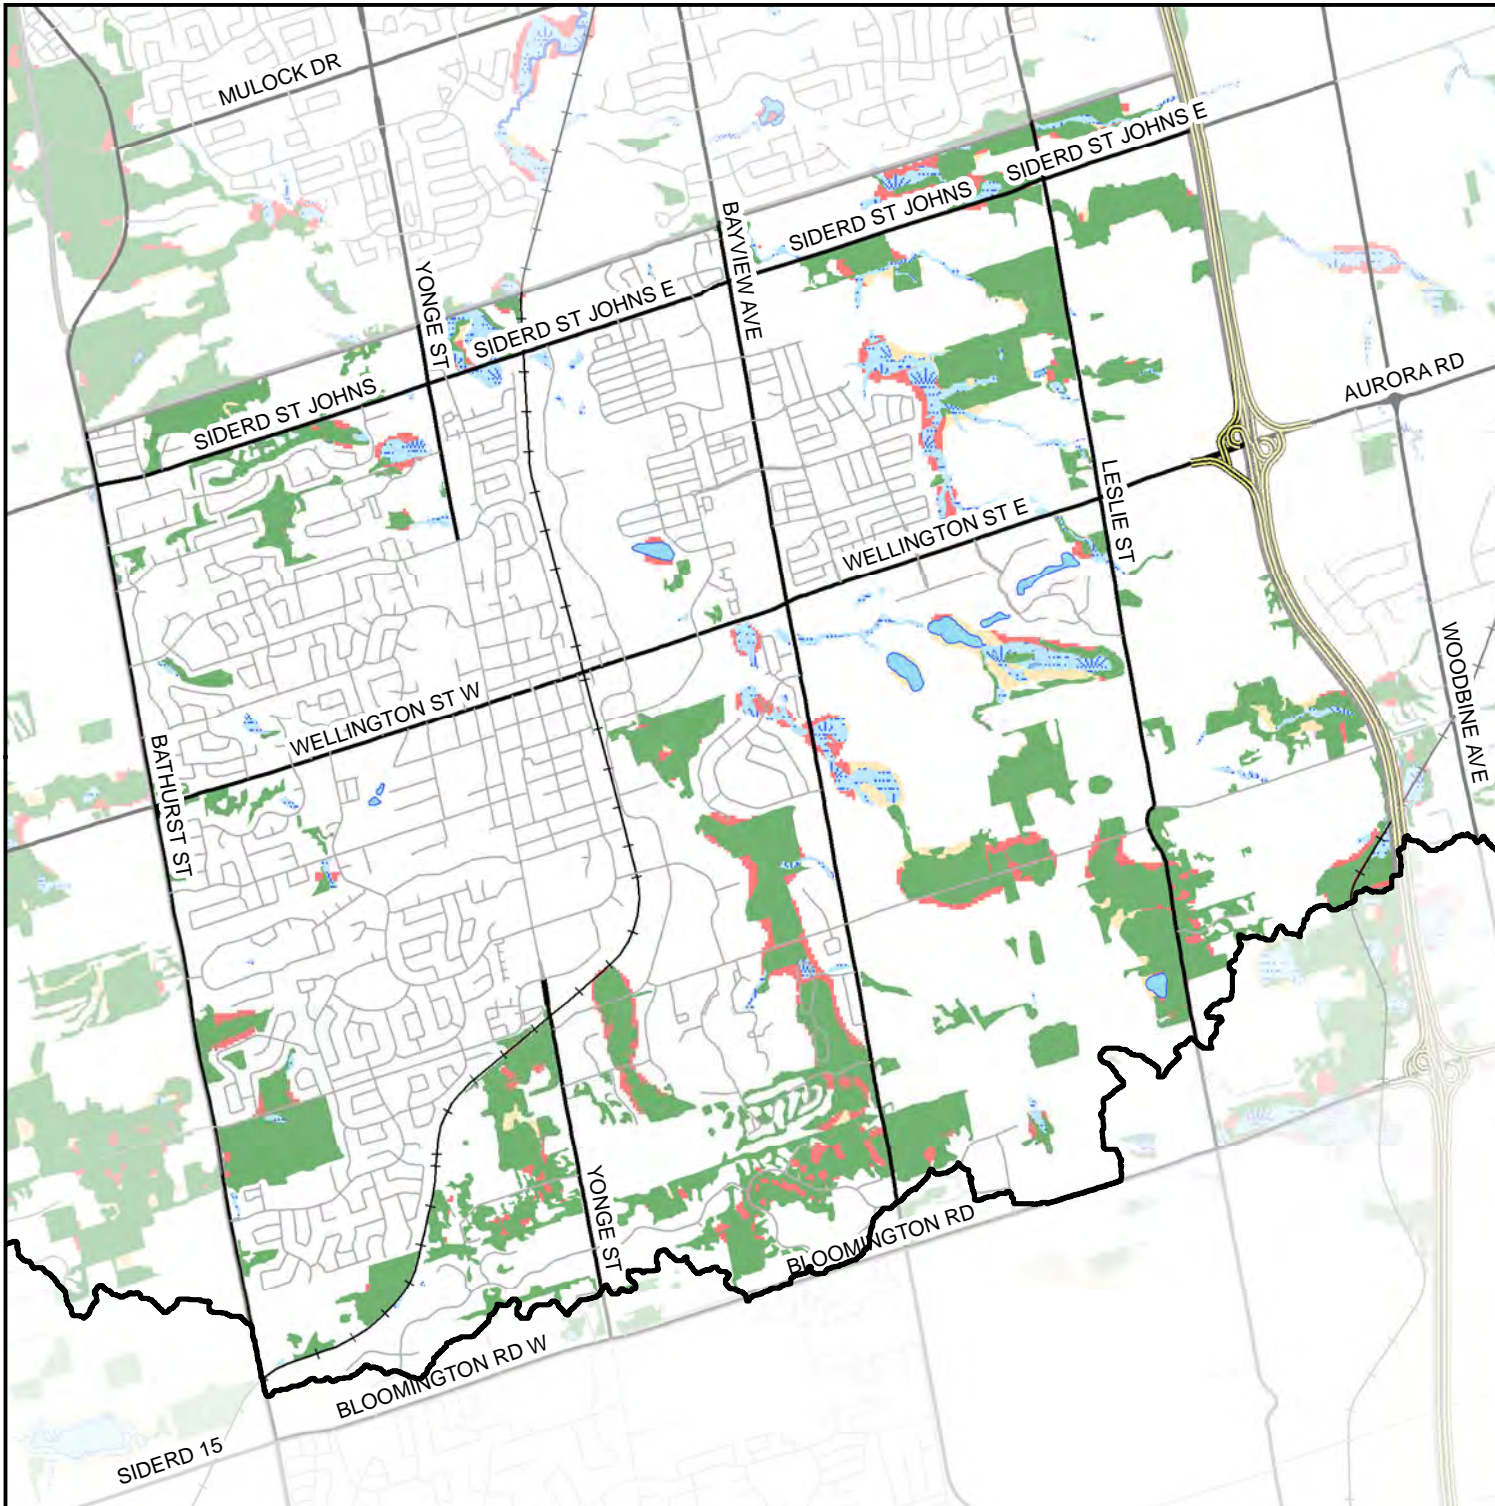 MULOCK DR
SIDERD ST JOHNS E
SIDERD ST JOHNS
BAYVIEW AVE
YONGE ST
SIDERD ST JOHNS E
SIDERD ST JOHNS
AURORA RD
LESLIE ST
WELLINGTON ST E
WOODBINE AVE
WELLINGTON ST W
BATHURST ST
YONGE ST
BLOOMINGTON RD
BLOOMINGTON RD W
SIDERD 15